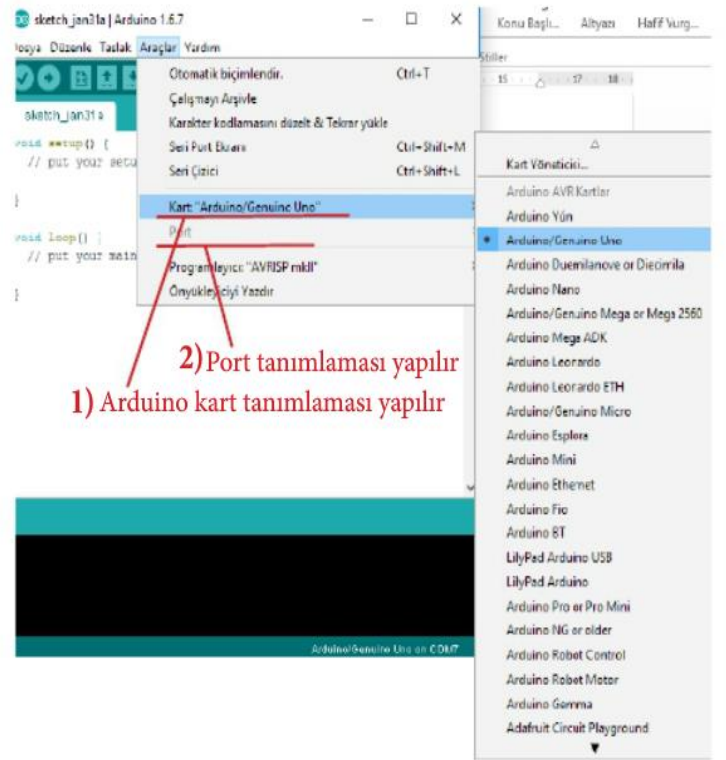 sketch_jan31a | Arduino 1.6.7
Dosya Düzenle Taslak Araçlar Yardım
sketch_jan31a
void setup() {
// put your setu
}
void loop() {
// put your main
}
Otomatik biçimlendir. Ctrl+T
Çalışmayı Arşivle
Karakter kodlamasını düzelt & Tekrar yükle
Seri Port Ekranı Ctrl+Shift+M
Seri Çizici Ctrl+Shift+L
Kart: "Arduino/Genuino Uno"
Port
Programlayıcı: "AVRISP mkII"
Önyükleyiciyi Yazdır
2) Port tanımlaması yapılır
1) Arduino kart tanımlaması yapılır
Arduino/Genuino Uno on COM7
Konu Başlı... Altyazı Hafif Vurg...
Stiller
15 17 18
Kart Yöneticisi...
Arduino AVR Kartlar
Arduino Yún
Arduino/Genuino Uno
Arduino Duemilanove or Diecimila
Arduino Nano
Arduino/Genuino Mega or Mega 2560
Arduino Mega ADK
Arduino Leonardo
Arduino Leonardo ETH
Arduino/Genuino Micro
Arduino Esplora
Arduino Mini
Arduino Ethernet
Arduino Fio
Arduino BT
LilyPad Arduino USB
LilyPad Arduino
Arduino Pro or Pro Mini
Arduino NG or older
Arduino Robot Control
Arduino Robot Motor
Arduino Gemma
Adafruit Circuit Playground